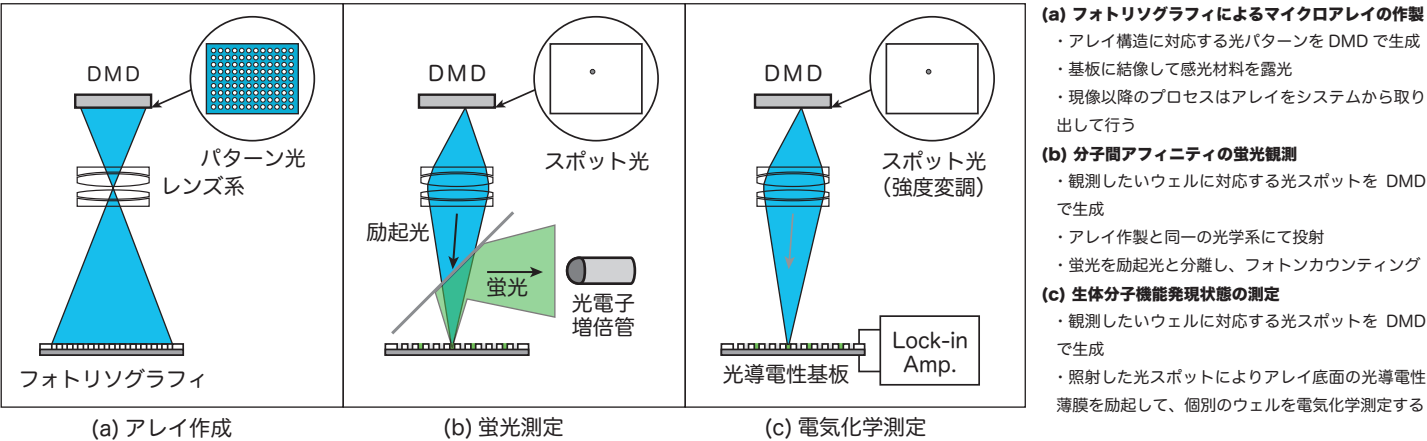 DMD
パターン光
レンズ系
フォトリソグラフィ
(a) アレイ作成
DMD
スポット光
励起光
蛍光
光電子
増倍管
(b) 蛍光測定
DMD
スポット光
（強度変調）
Lock-in
Amp.
光導電性基板
(c) 電気化学測定
(a) フォトリソグラフィによるマイクロアレイの作製
・アレイ構造に対応する光パターンを DMD で生成
・基板に結像して感光材料を露光
・現像以降のプロセスはアレイをシステムから取り
出して行う
(b) 分子間アフィニティの蛍光観測
・観測したいウェルに対応する光スポットを DMD
で生成
・アレイ作製と同一の光学系にて投射
・蛍光を励起光と分離し、フォトンカウンティング
(c) 生体分子機能発現状態の測定
・観測したいウェルに対応する光スポットを DMD
で生成
・照射した光スポットによりアレイ底面の光導電性
薄膜を励起して、個別のウェルを電気化学測定する